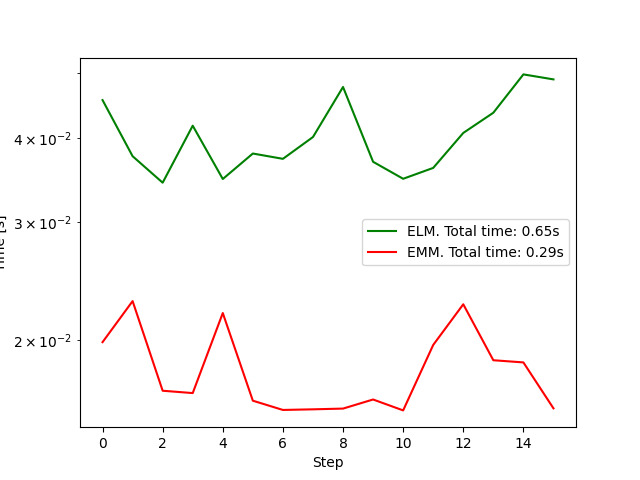 4 × 10⁻²
3 × 10⁻²
2 × 10⁻²
ELM. Total time: 0.65s
EMM. Total time: 0.29s
0 2 4 6 8 10 12 14
Step